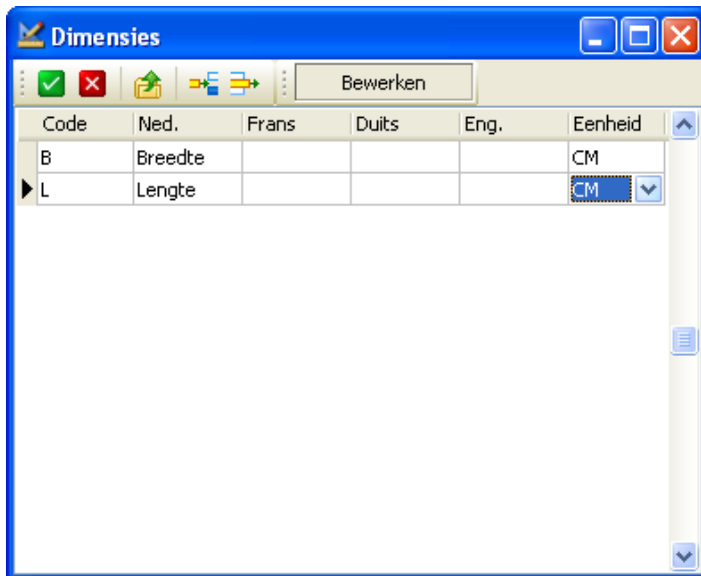 Dimensies
Bewerken
Code Ned. Frans Duits Eng. Eenheid
B Breedte CM
L Lengte CM